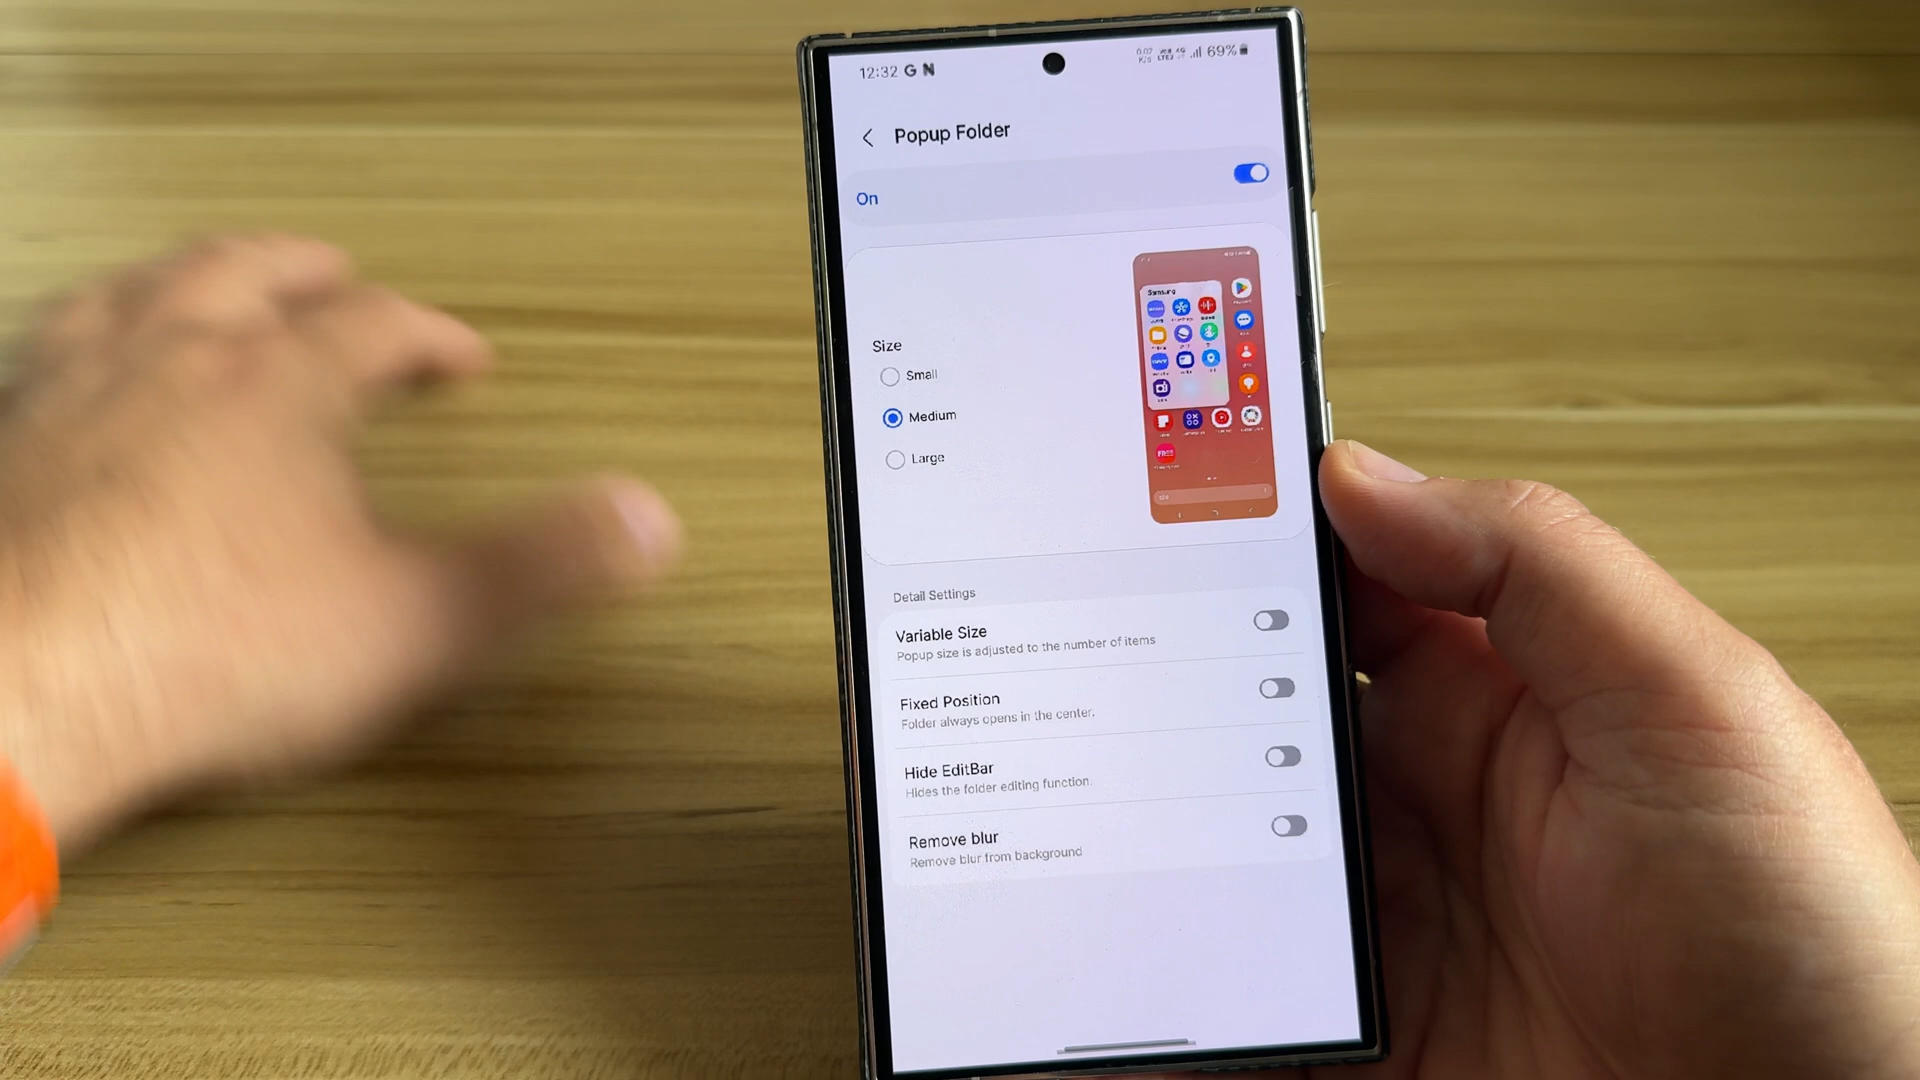 12:32 G N 69%
Popup Folder
On
Samsung
Size
Small
Medium
Large
FREE
Detail Settings
Variable Size
Popup size is adjusted to the number of items
Fixed Position
Folder always opens in the center.
Hide EditBar
Hides the folder editing function.
Remove blur
Remove blur from background